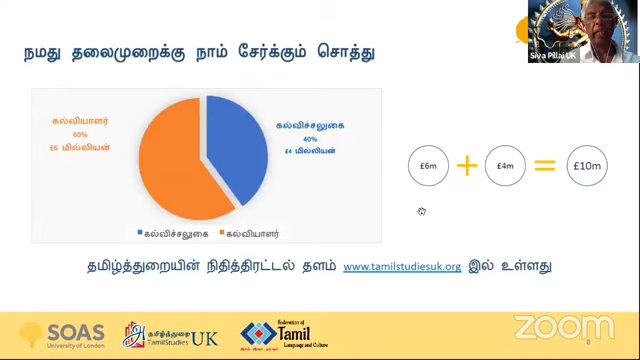 நமது தலைமுறைக்கு நாம் சேர்க்கும் சொத்து
Siva Pillai UK
கல்வியாளர்
60%
£6 மில்லியன்
கல்விச்சலுகை
40%
£4 மில்லியன்
கல்விச்சலுகை கல்வியாளர்
£6m + £4m = £10m
தமிழ்த்துறையின் நிதித்திரட்டல் தளம் www.tamilstudiesuk.org இல் உள்ளது
SOAS
University of London
தமிழ்த்துறை
TamilStudies UK
Federation of
Tamil
Language and Culture
zoom
8